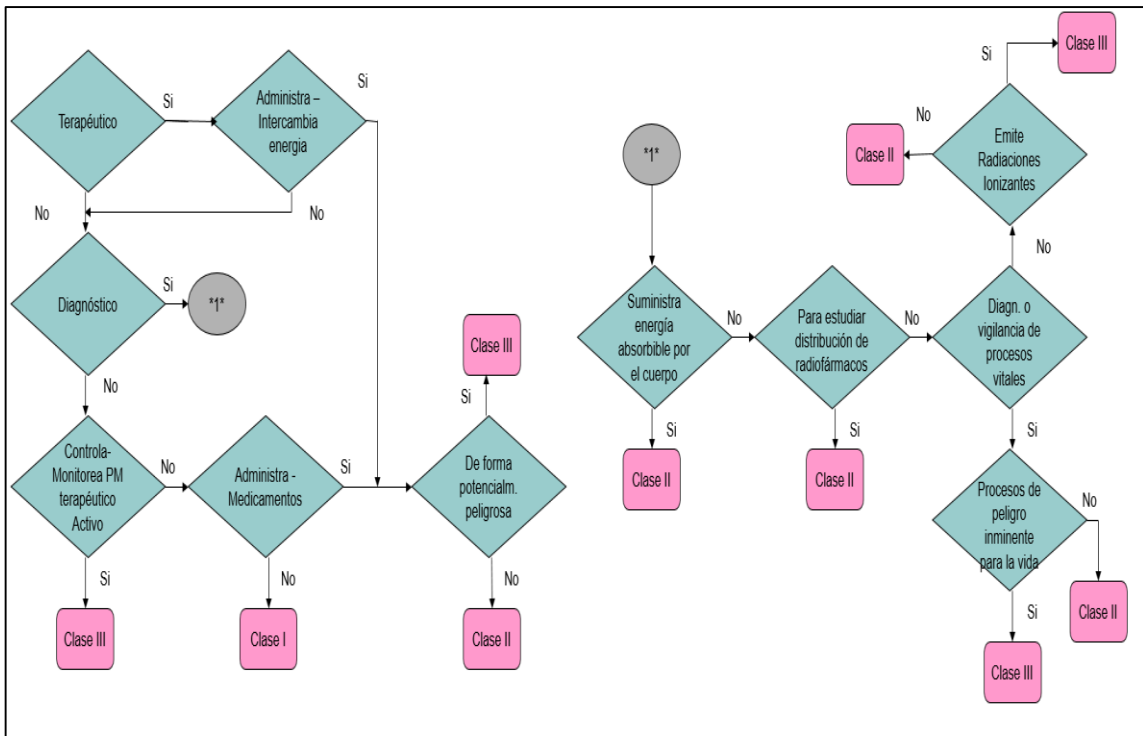 Terapéutico
Si
Administra –
Intercambia
energia
Si
No
No
Diagnóstico
Si
*1*
No
Controla-
Monitorea PM
terapéutico
Activo
No
Administra -
Medicamentos
Si
De forma
potencialm.
peligrosa
Si
Clase III
Si
Clase III
No
Clase I
No
Clase II
*1*
Suministra
energía
absorbible por
el cuerpo
No
Para estudiar
distribución de
radiofármacos
No
Diagn. o
vigilancia de
procesos
vitales
Si
Clase II
Si
Clase II
No
Emite
Radiaciones
Ionizantes
No
Clase II
Si
Clase III
Si
Procesos de
peligro
inminente
para la vida
No
Clase II
Si
Clase III